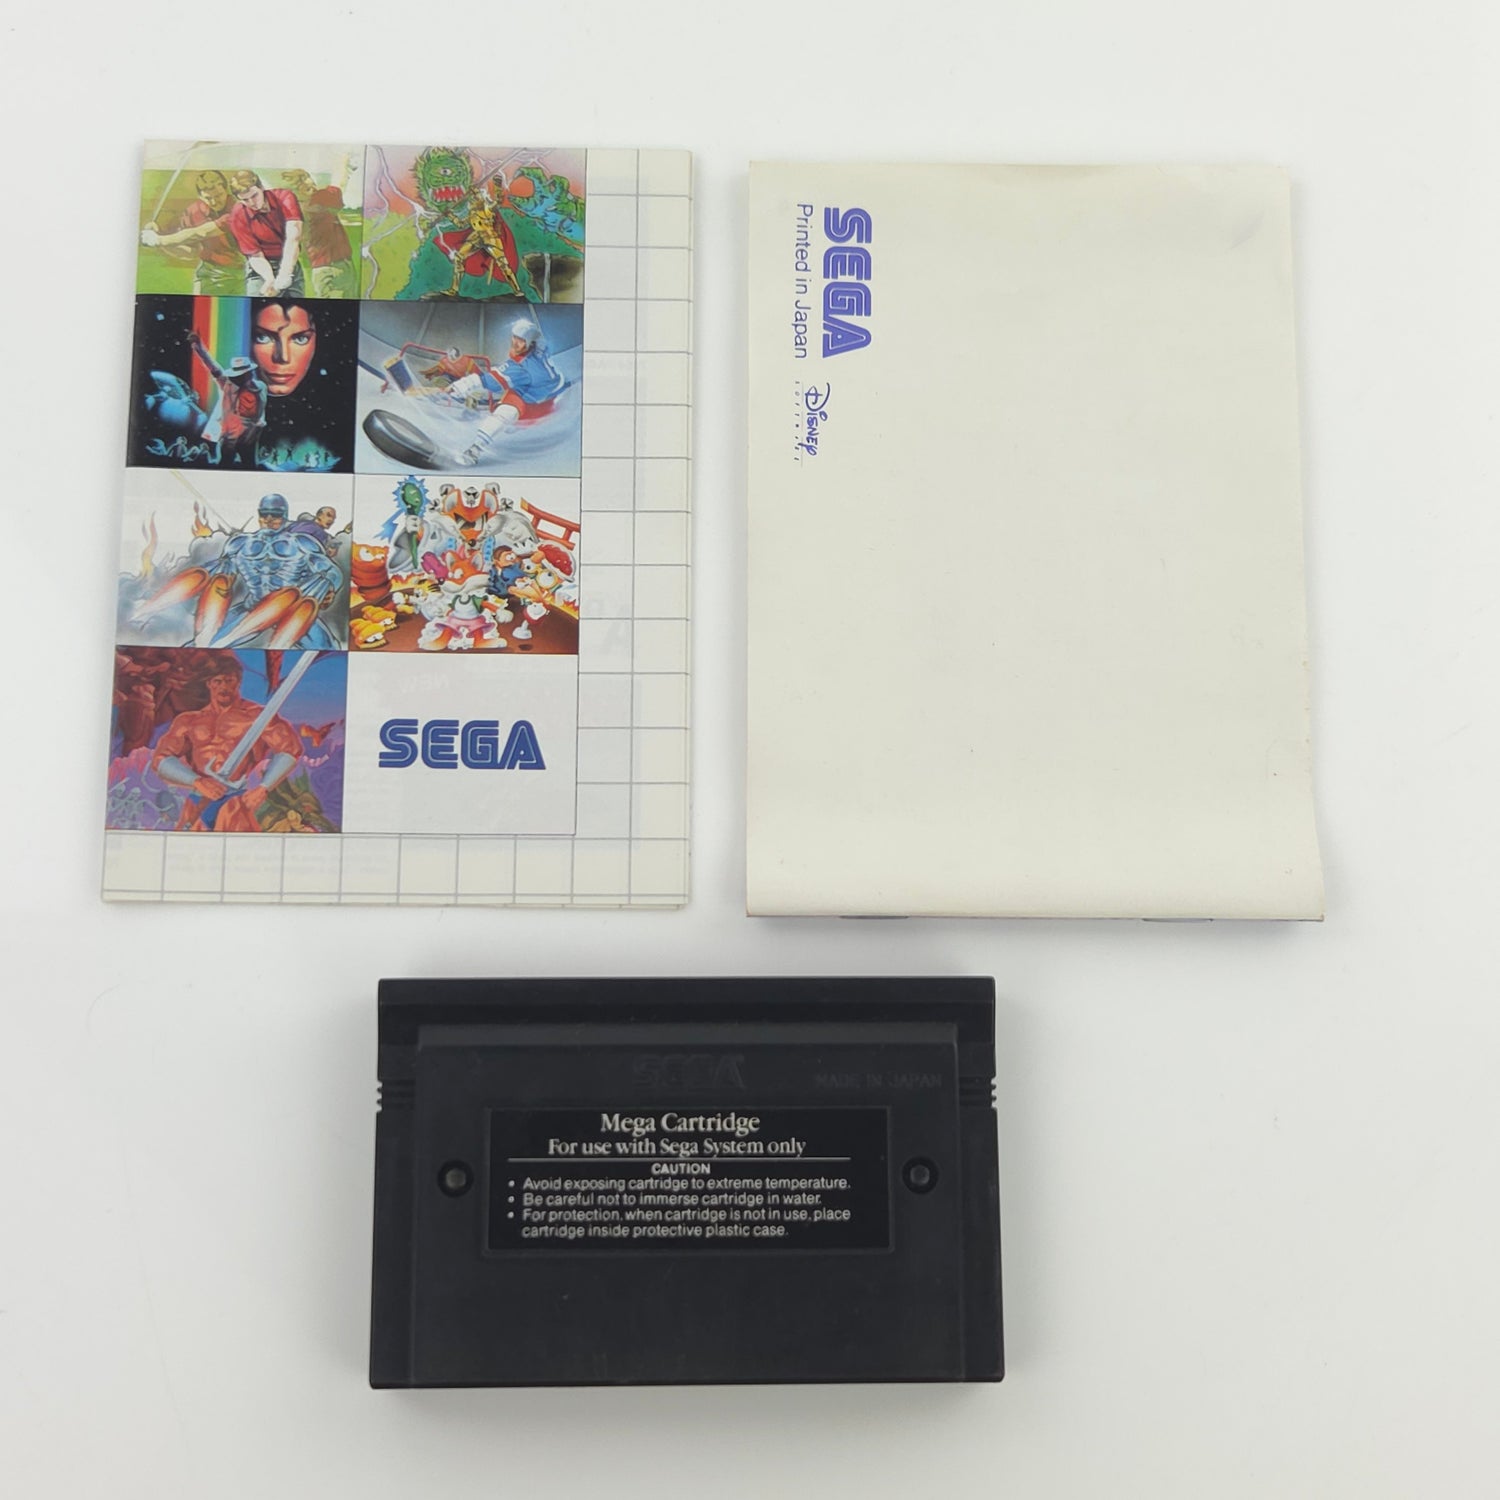 SEGA
SEGA
Printed in Japan
Disney
SOFTWARE
SEGA
MADE IN JAPAN
Mega Cartridge
For use with Sega System only
CAUTION
• Avoid exposing cartridge to extreme temperature.
• Be careful not to immerse cartridge in water.
• For protection, when cartridge is not in use, place
cartridge inside protective plastic case.